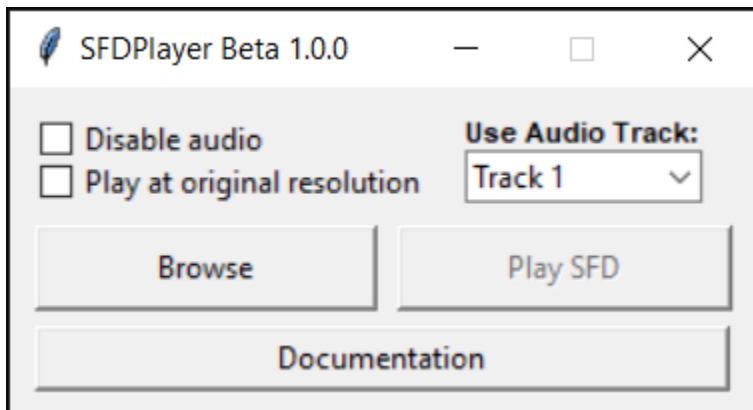 SFDPlayer Beta 1.0.0
Disable audio
Use Audio Track:
Play at original resolution
Track 1
Browse
Play SFD
Documentation